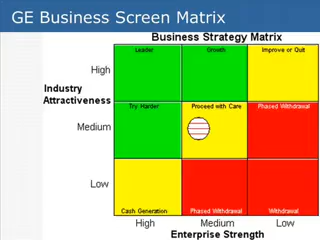 GE Business Screen Matrix
Business Strategy Matrix
Leader
Growth
Improve or Quit
High
Industry
Attractiveness
Try Harder
Proceed with Care
Phased Withdrawal
Medium
Low
Cash Generation
Phased Withdrawal
Withdrawal
High
Medium
Low
Enterprise Strength